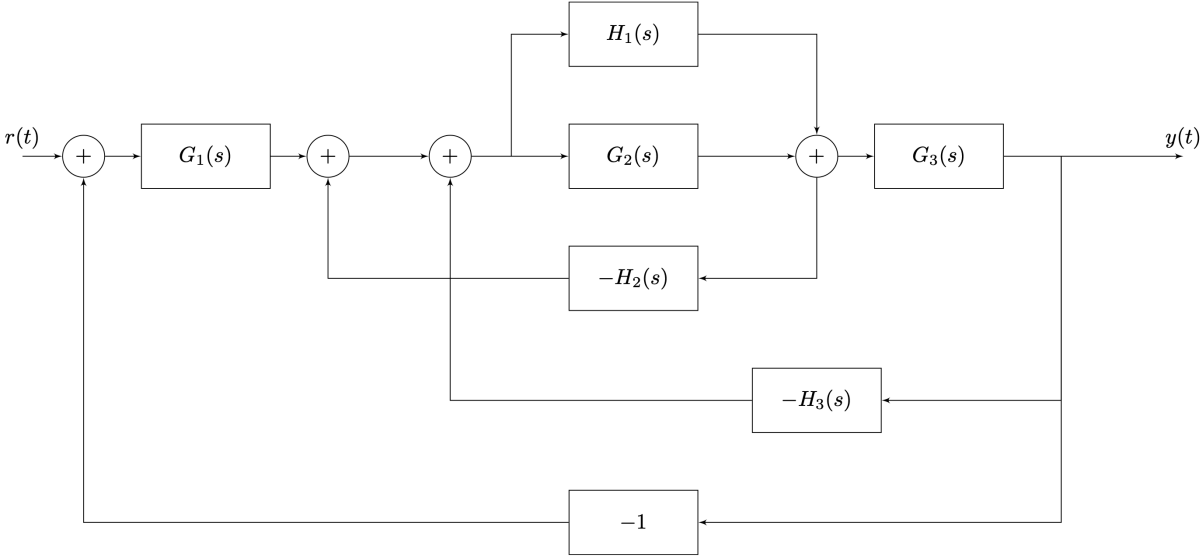 H₁(s)
r(t)
+
G₁(s)
+
+
G₂(s)
+
G₃(s)
y(t)
−H₂(s)
−H₃(s)
−1